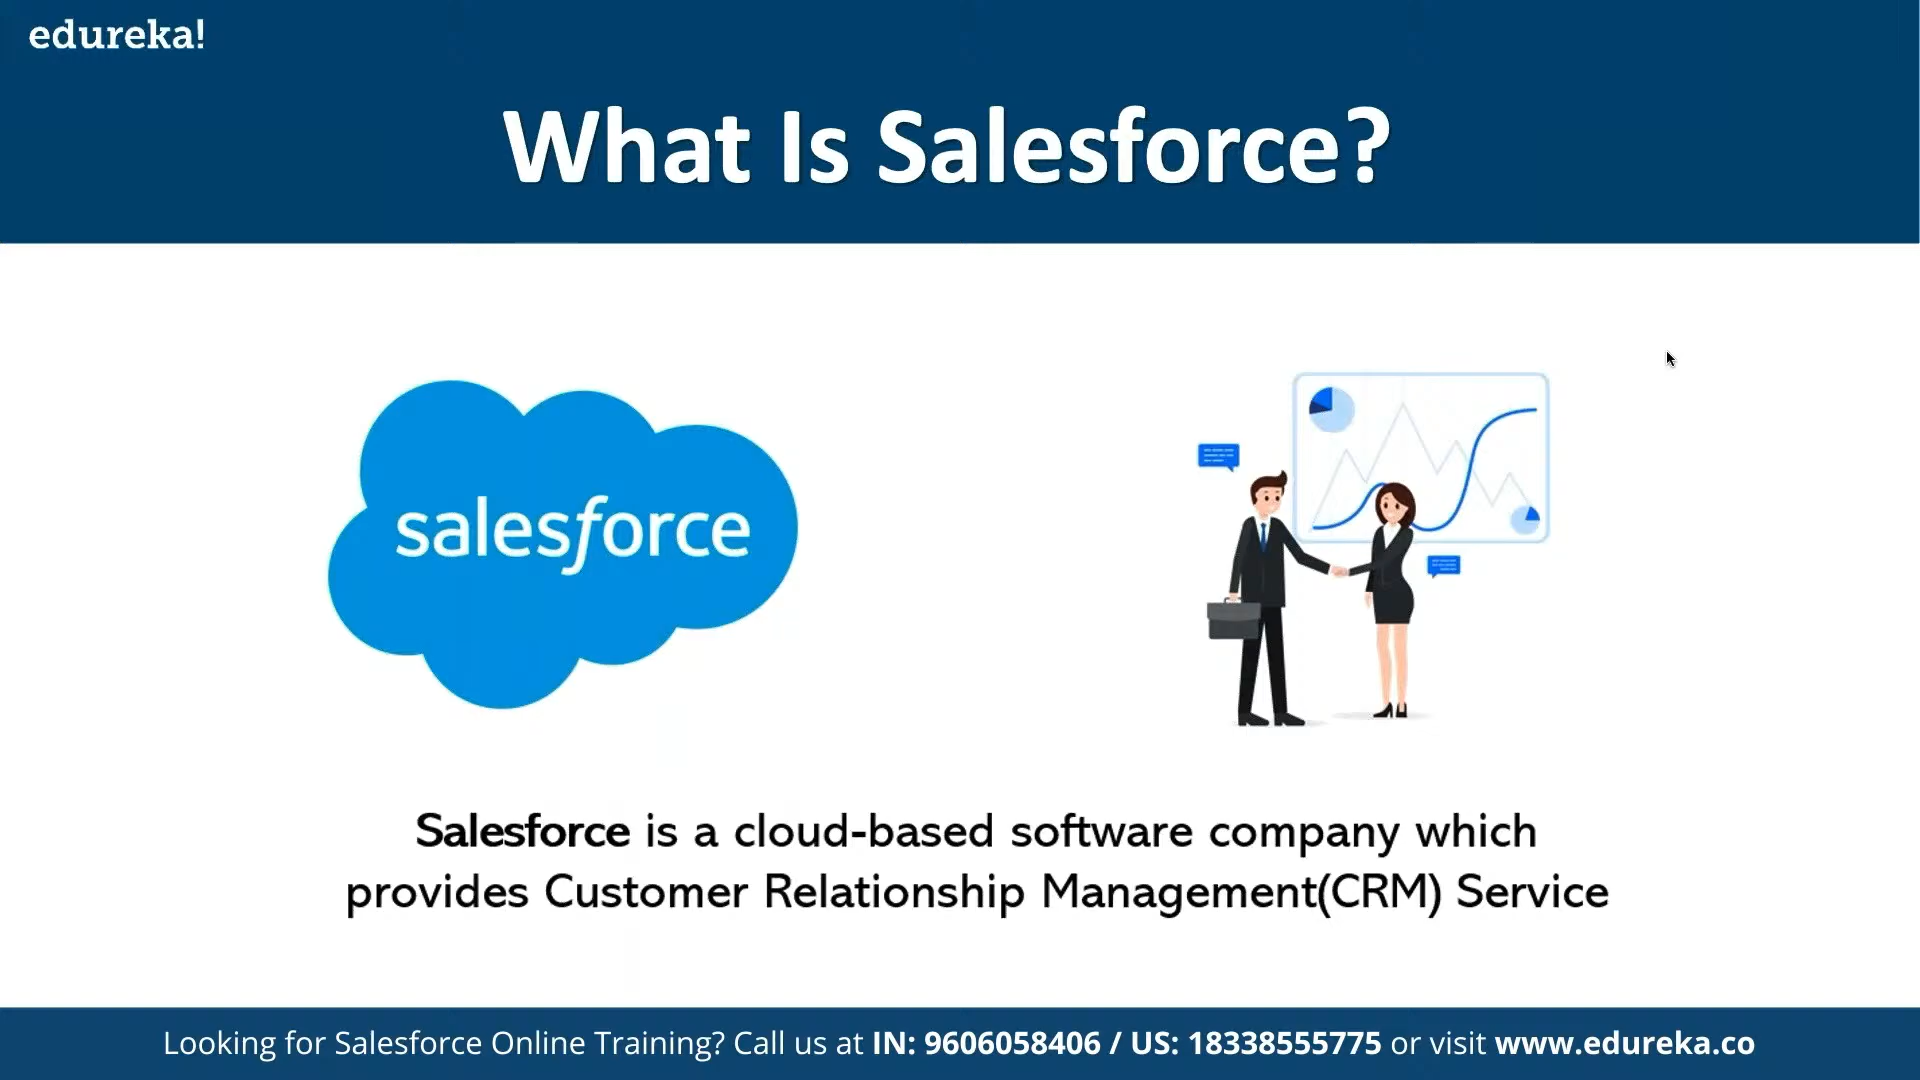 edureka!
What Is Salesforce?
salesforce
Salesforce is a cloud-based software company which
provides Customer Relationship Management(CRM) Service
Looking for Salesforce Online Training? Call us at IN: 9606058406 / US: 18338555775 or visit www.edureka.co